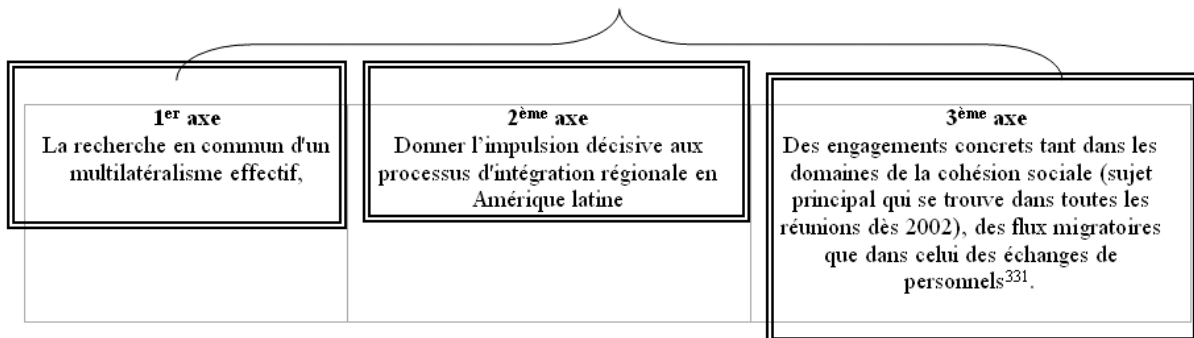 1er axe
La recherche en commun d'un
multilatéralisme effectif,
2ème axe
Donner l'impulsion décisive aux
processus d'intégration régionale en
Amérique latine
3ème axe
Des engagements concrets tant dans les
domaines de la cohésion sociale (sujet
principal qui se trouve dans toutes les
réunions dès 2002), des flux migratoires
que dans celui des échanges de
personnels331.